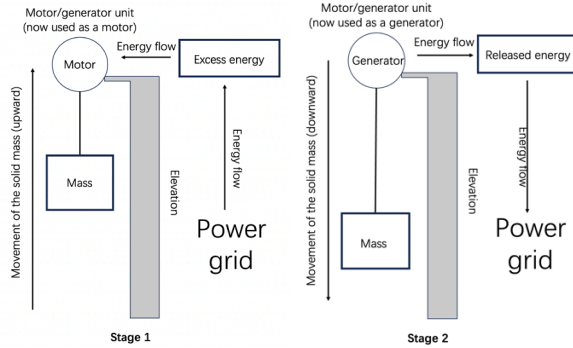 Motor/generator unit
(now used as a motor)
Energy flow
Motor
Excess energy
Movement of the solid mass (upward)
Mass
Elevation
Energy flow
Power
grid
Stage 1
Motor/generator unit
(now used as a generator)
Energy flow
Generator
Released energy
Movement of the solid mass (downward)
Mass
Elevation
Energy flow
Power
grid
Stage 2